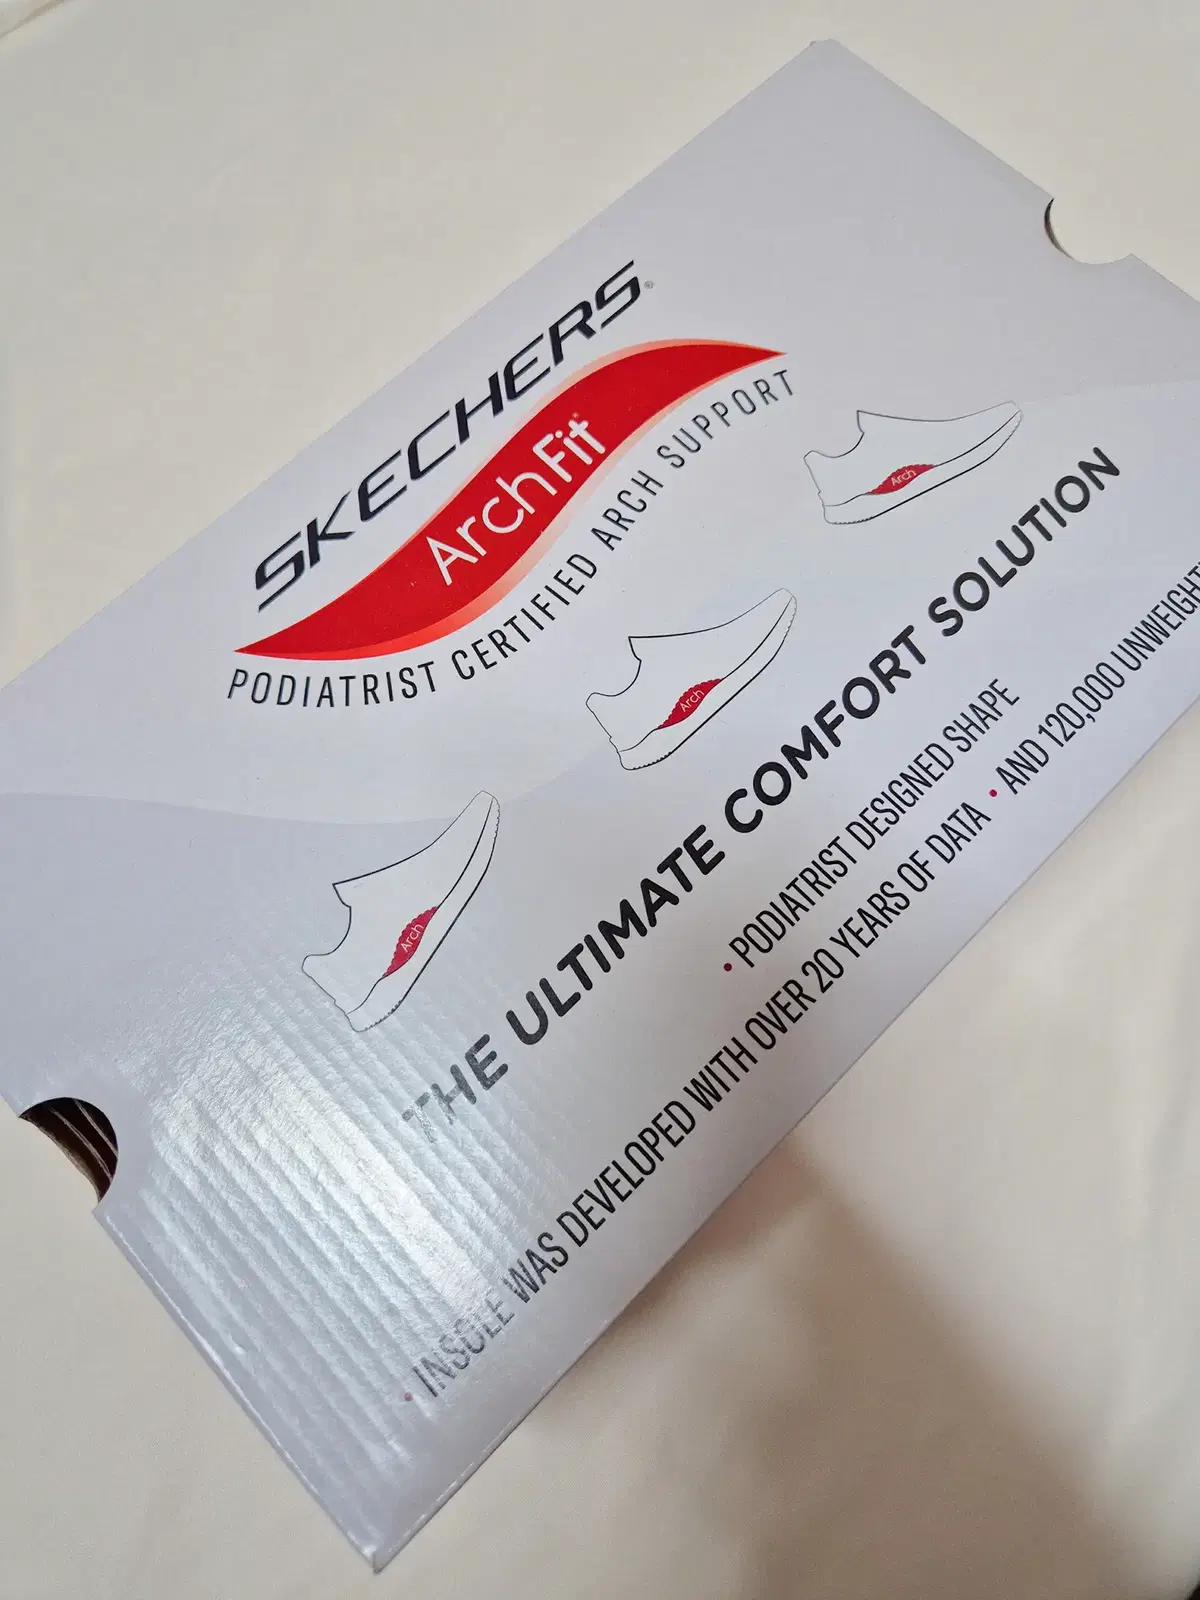 SKECHERS®
Arch Fit
PODIATRIST CERTIFIED ARCH SUPPORT
Arch
Arch
Arch
THE ULTIMATE COMFORT SOLUTION
• PODIATRIST DESIGNED SHAPE
• INSOLE WAS DEVELOPED WITH OVER 20 YEARS OF DATA • AND 120,000